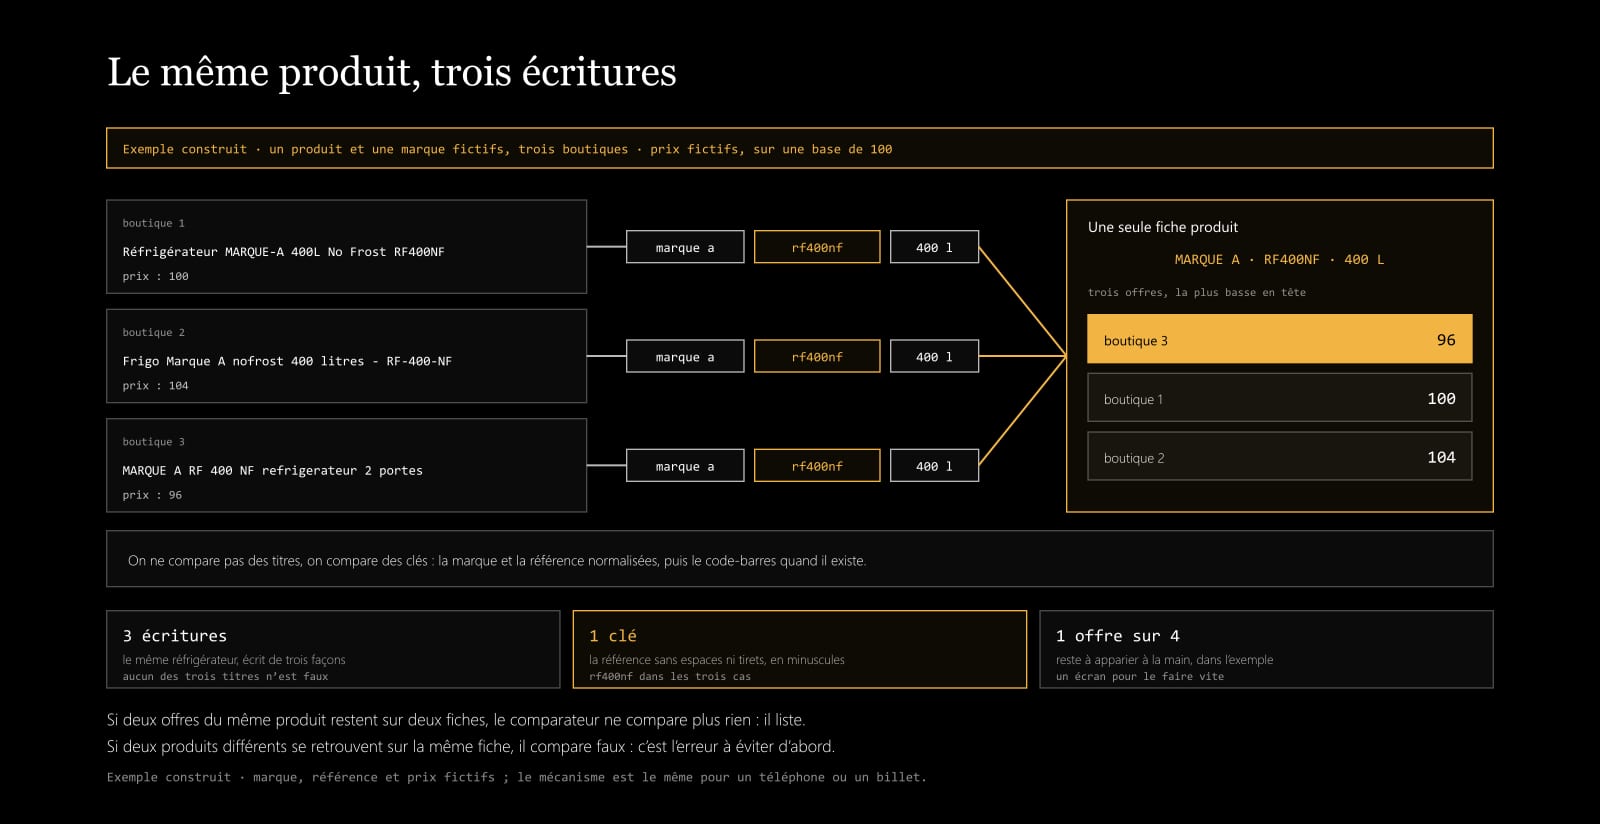 Le même produit, trois écritures
Exemple construit · un produit et une marque fictifs, trois boutiques · prix fictifs, sur une base de 100
boutique 1
Réfrigérateur MARQUE-A 400L No Frost RF400NF
prix : 100
marque a
rf400nf
400 l
boutique 2
Frigo Marque A nofrost 400 litres - RF-400-NF
prix : 104
marque a
rf400nf
400 l
boutique 3
MARQUE A RF 400 NF refrigerateur 2 portes
prix : 96
marque a
rf400nf
400 l
Une seule fiche produit
MARQUE A · RF400NF · 400 L
trois offres, la plus basse en tête
boutique 3 96
boutique 1 100
boutique 2 104
On ne compare pas des titres, on compare des clés : la marque et la référence normalisées, puis le code-barres quand il existe.
3 écritures
le même réfrigérateur, écrit de trois façons
aucun des trois titres n’est faux
1 clé
la référence sans espaces ni tirets, en minuscules
rf400nf dans les trois cas
1 offre sur 4
reste à apparier à la main, dans l’exemple
un écran pour le faire vite
Si deux offres du même produit restent sur deux fiches, le comparateur ne compare plus rien : il liste.
Si deux produits différents se retrouvent sur la même fiche, il compare faux : c’est l’erreur à éviter d’abord.
Exemple construit · marque, référence et prix fictifs ; le mécanisme est le même pour un téléphone ou un billet.